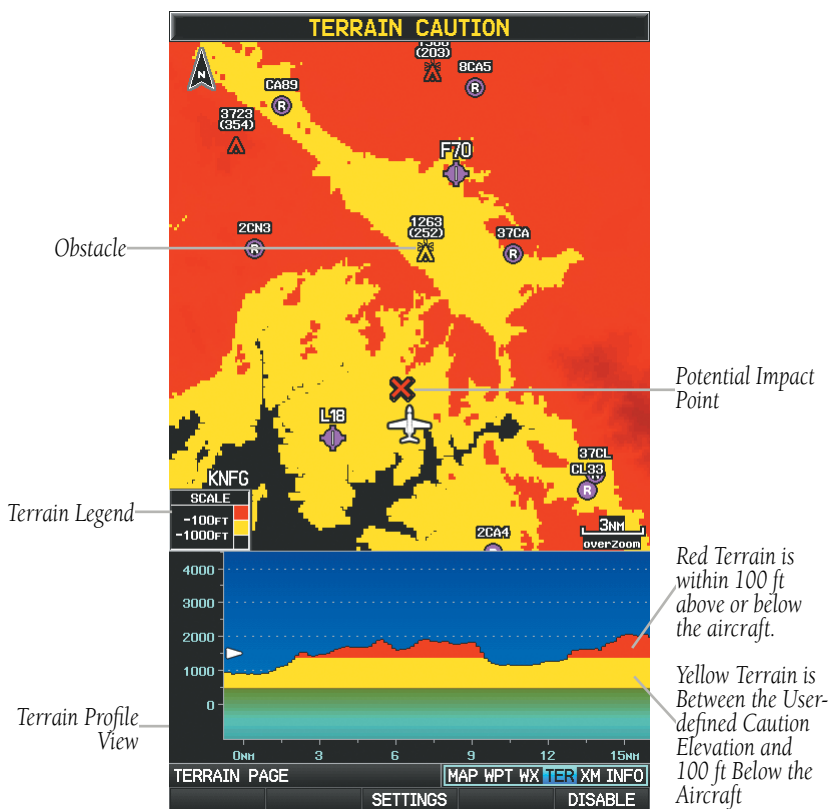 TERRAIN CAUTION
N
(203)
8CA5
CA89
3723
(354)
F70
2CN3
1263
(252)
37CA
Obstacle
Potential Impact
Point
L18
37CL
CL33
KNFG
SCALE
-100FT
-1000FT
Terrain Legend
2CA4
3NM
overZoom
Red Terrain is
within 100 ft
above or below
the aircraft.
4000
3000
2000
1000
0
Yellow Terrain is
Between the User-
defined Caution
Elevation and
100 ft Below the
Aircraft
Terrain Profile
View
0NM 3 6 9 12 15NM
TERRAIN PAGE MAP WPT WX TER XM INFO
SETTINGS DISABLE
R
R
R
R
R
R